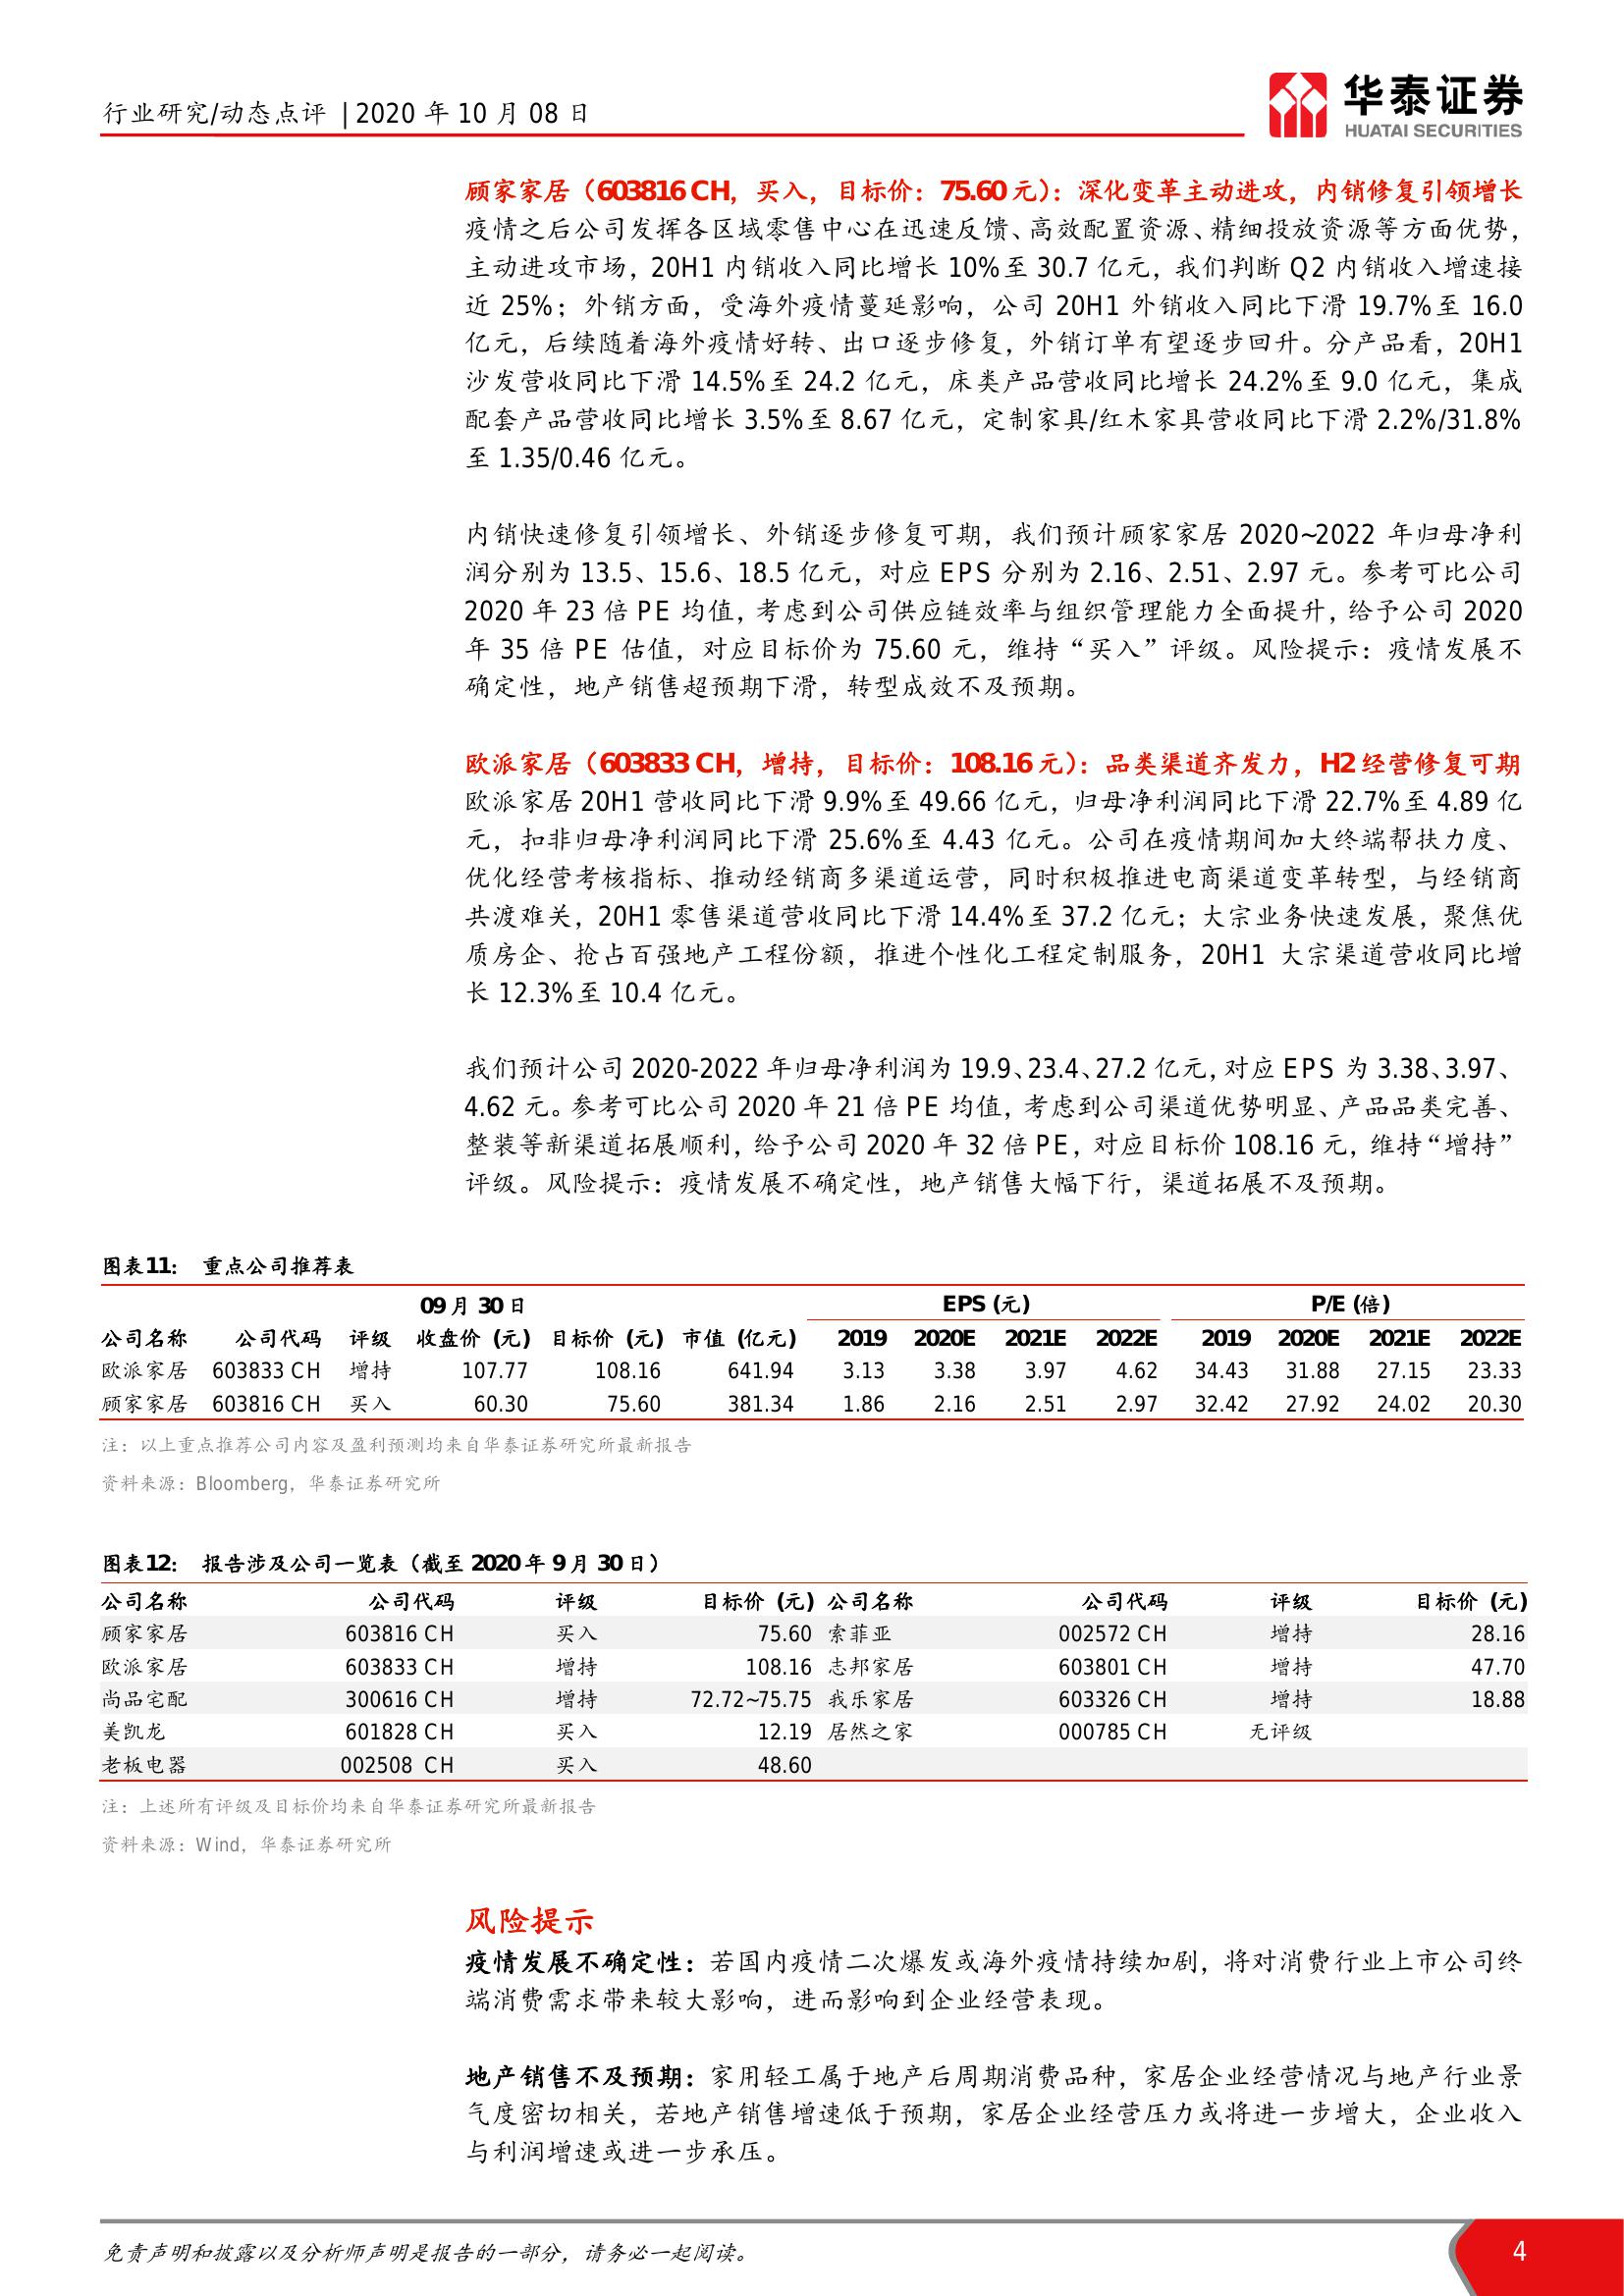 行业研究/动态点评 | 2020 年 10 月 08 日
华泰证券
HUATAI SECURITIES
顾家家居（603816 CH，买入，目标价：75.60 元）：深化变革主动进攻，内销修复引领增长
疫情之后公司发挥各区域零售中心在迅速反馈、高效配置资源、精细投放资源等方面优势，
主动进攻市场，20H1 内销收入同比增长 10%至 30.7 亿元，我们判断 Q2 内销收入增速接
近 25%；外销方面，受海外疫情蔓延影响，公司 20H1 外销收入同比下滑 19.7%至 16.0
亿元，后续随着海外疫情好转、出口逐步修复，外销订单有望逐步回升。分产品看，20H1
沙发营收同比下滑 14.5%至 24.2 亿元，床类产品营收同比增长 24.2%至 9.0 亿元，集成
配套产品营收同比增长 3.5%至 8.67 亿元，定制家具/红木家具营收同比下滑 2.2%/31.8%
至 1.35/0.46 亿元。
内销快速修复引领增长、外销逐步修复可期，我们预计顾家家居 2020~2022 年归母净利
润分别为 13.5、15.6、18.5 亿元，对应 EPS 分别为 2.16、2.51、2.97 元。参考可比公司
2020 年 23 倍 PE 均值，考虑到公司供应链效率与组织管理能力全面提升，给予公司 2020
年 35 倍 PE 估值，对应目标价为 75.60 元，维持“买入”评级。风险提示：疫情发展不
确定性，地产销售超预期下滑，转型成效不及预期。
欧派家居（603833 CH，增持，目标价：108.16 元）：品类渠道齐发力，H2 经营修复可期
欧派家居 20H1 营收同比下滑 9.9%至 49.66 亿元，归母净利润同比下滑 22.7%至 4.89 亿
元，扣非归母净利润同比下滑 25.6%至 4.43 亿元。公司在疫情期间加大终端帮扶力度、
优化经营考核指标、推动经销商多渠道运营，同时积极推进电商渠道变革转型，与经销商
共渡难关，20H1 零售渠道营收同比下滑 14.4%至 37.2 亿元；大宗业务快速发展，聚焦优
质房企、抢占百强地产工程份额，推进个性化工程定制服务，20H1 大宗渠道营收同比增
长 12.3%至 10.4 亿元。
我们预计公司 2020-2022 年归母净利润为 19.9、23.4、27.2 亿元，对应 EPS 为 3.38、3.97、
4.62 元。参考可比公司 2020 年 21 倍 PE 均值，考虑到公司渠道优势明显、产品品类完善、
整装等新渠道拓展顺利，给予公司 2020 年 32 倍 PE，对应目标价 108.16 元，维持“增持”
评级。风险提示：疫情发展不确定性，地产销售大幅下行，渠道拓展不及预期。
图表11： 重点公司推荐表
09 月 30 日 EPS (元) P/E (倍)
公司名称 公司代码 评级 收盘价 (元) 目标价 (元) 市值 (亿元) 2019 2020E 2021E 2022E 2019 2020E 2021E 2022E
欧派家居 603833 CH 增持 107.77 108.16 641.94 3.13 3.38 3.97 4.62 34.43 31.88 27.15 23.33
顾家家居 603816 CH 买入 60.30 75.60 381.34 1.86 2.16 2.51 2.97 32.42 27.92 24.02 20.30
注：以上重点推荐公司内容及盈利预测均来自华泰证券研究所最新报告
资料来源：Bloomberg，华泰证券研究所
图表12： 报告涉及公司一览表（截至 2020 年 9 月 30 日）
公司名称 公司代码 评级 目标价 (元) 公司名称 公司代码 评级 目标价 (元)
顾家家居 603816 CH 买入 75.60 索菲亚 002572 CH 增持 28.16
欧派家居 603833 CH 增持 108.16 志邦家居 603801 CH 增持 47.70
尚品宅配 300616 CH 增持 72.72~75.75 我乐家居 603326 CH 增持 18.88
美凯龙 601828 CH 买入 12.19 居然之家 000785 CH 无评级
老板电器 002508 CH 买入 48.60
注：上述所有评级及目标价均来自华泰证券研究所最新报告
资料来源：Wind，华泰证券研究所
风险提示
疫情发展不确定性：若国内疫情二次爆发或海外疫情持续加剧，将对消费行业上市公司终
端消费需求带来较大影响，进而影响到企业经营表现。
地产销售不及预期：家用轻工属于地产后周期消费品种，家居企业经营情况与地产行业景
气度密切相关，若地产销售增速低于预期，家居企业经营压力或将进一步增大，企业收入
与利润增速或进一步承压。
免责声明和披露以及分析师声明是报告的一部分，请务必一起阅读。 4